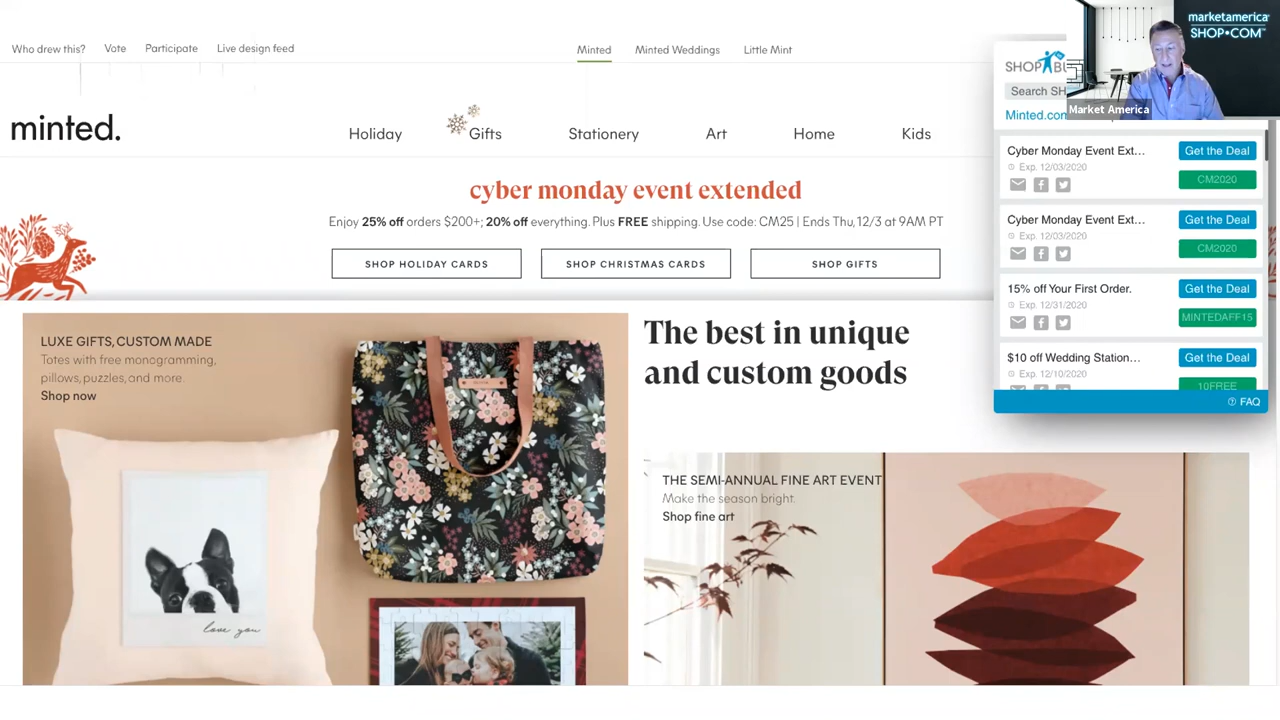 Who drew this? Vote Participate Live design feed
Minted Minted Weddings Little Mint
minted.
Holiday Gifts Stationery Art Home Kids
cyber monday event extended
Enjoy 25% off orders $200+; 20% off everything. Plus FREE shipping. Use code: CM25 | Ends Thu, 12/3 at 9AM PT
SHOP HOLIDAY CARDS SHOP CHRISTMAS CARDS SHOP GIFTS
LUXE GIFTS, CUSTOM MADE
Totes with free monogramming,
pillows, puzzles, and more.
Shop now
love you
The best in unique
and custom goods
THE SEMI-ANNUAL FINE ART EVENT
Make the season bright.
Shop fine art
marketamerica
SHOP•COM™
Market America
SHOP
Search SH
Minted.com
Cyber Monday Event Ext... Get the Deal
Exp. 12/03/2020
CM2020
Cyber Monday Event Ext... Get the Deal
Exp. 12/03/2020
CM2020
15% off Your First Order. Get the Deal
Exp. 12/31/2020
MINTEDAFF15
$10 off Wedding Station... Get the Deal
Exp. 12/10/2020
10FREE
FAQ